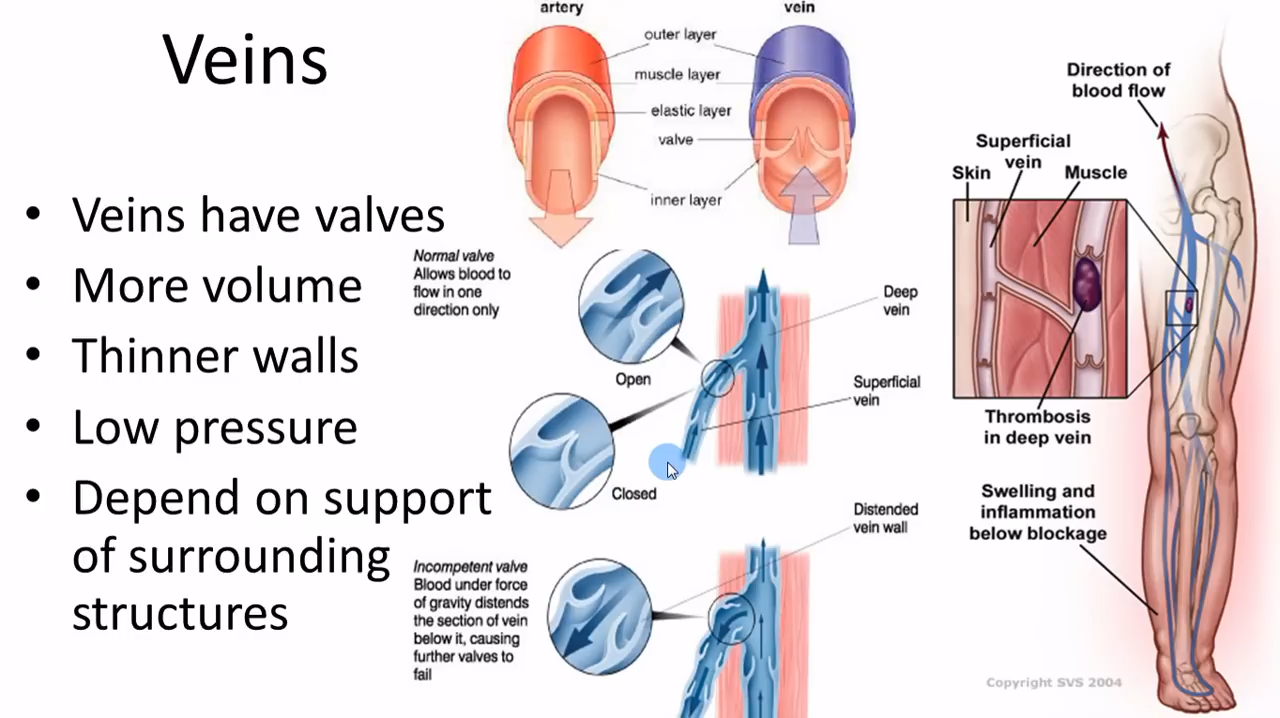 Veins
• Veins have valves
• More volume
• Thinner walls
• Low pressure
• Depend on support
of surrounding
structures
artery
vein
outer layer
muscle layer
elastic layer
valve
inner layer
Normal valve
Allows blood to
flow in one
direction only
Open
Closed
Deep
vein
Superficial
vein
Distended
vein wall
Incompetent valve
Blood under force
of gravity distends
the section of vein
below it, causing
further valves to
fail
Direction of
blood flow
Superficial
vein
Skin
Muscle
Thrombosis
in deep vein
Swelling and
inflammation
below blockage
Copyright SVS 2004